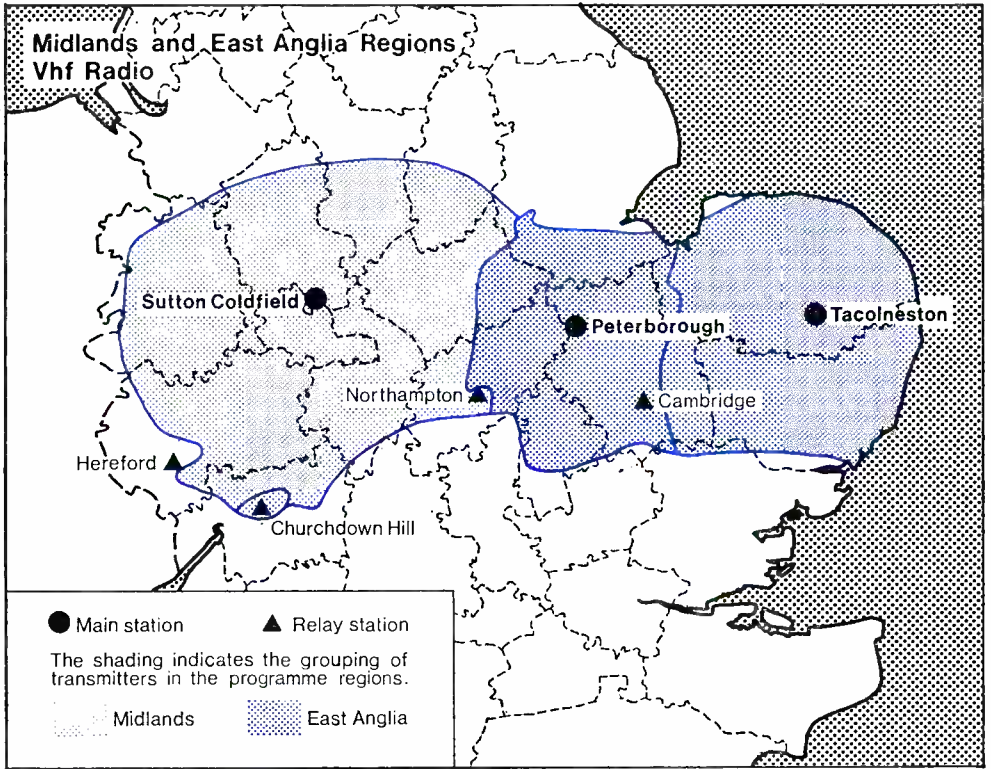 Midlands and East Anglia Regions
Vhf Radio
Sutton Coldfield
Tacolneston
Peterborough
Northampton
Cambridge
Hereford
Churchdown Hill
Main station
Relay station
The shading indicates the grouping of
transmitters in the programme regions.
Midlands
East Anglia